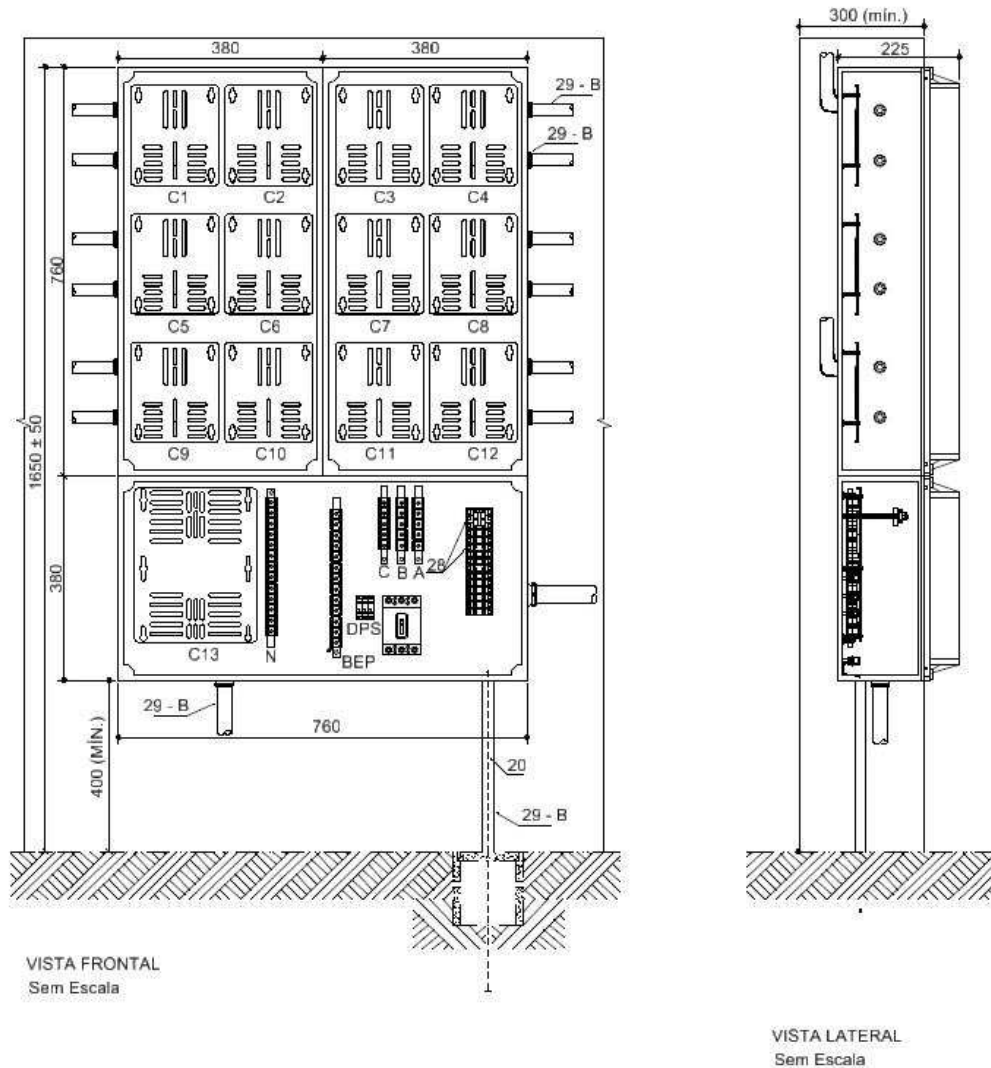 300 (mín.)
380
380
225
29 - B
29 - B
C1
C2
C3
C4
760
C5
C6
C7
C8
1650 ± 50
C9
C10
C11
C12
380
28
C B A
DPS
C13
N
BEP
29 - B
760
400 (MÍN.)
20
29 - B
VISTA FRONTAL
Sem Escala
VISTA LATERAL
Sem Escala